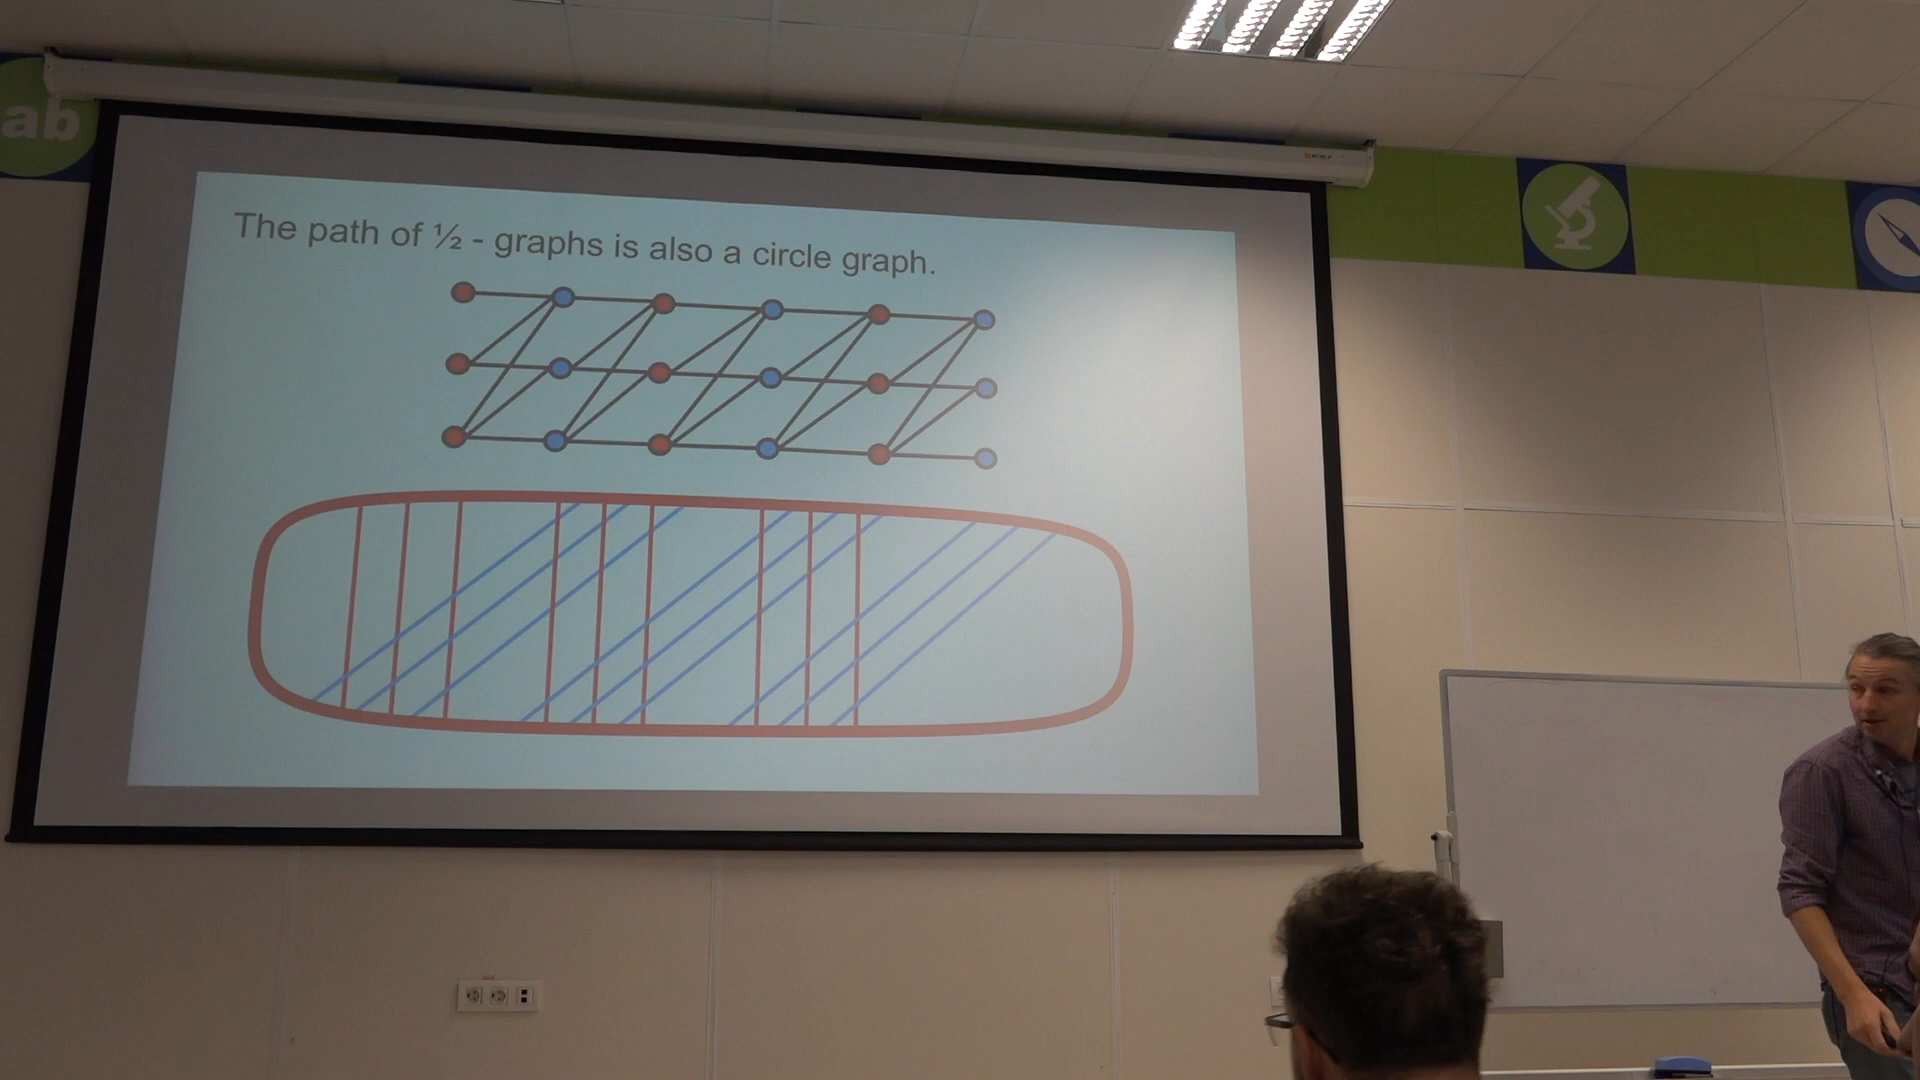 ab
The path of ½ - graphs is also a circle graph.